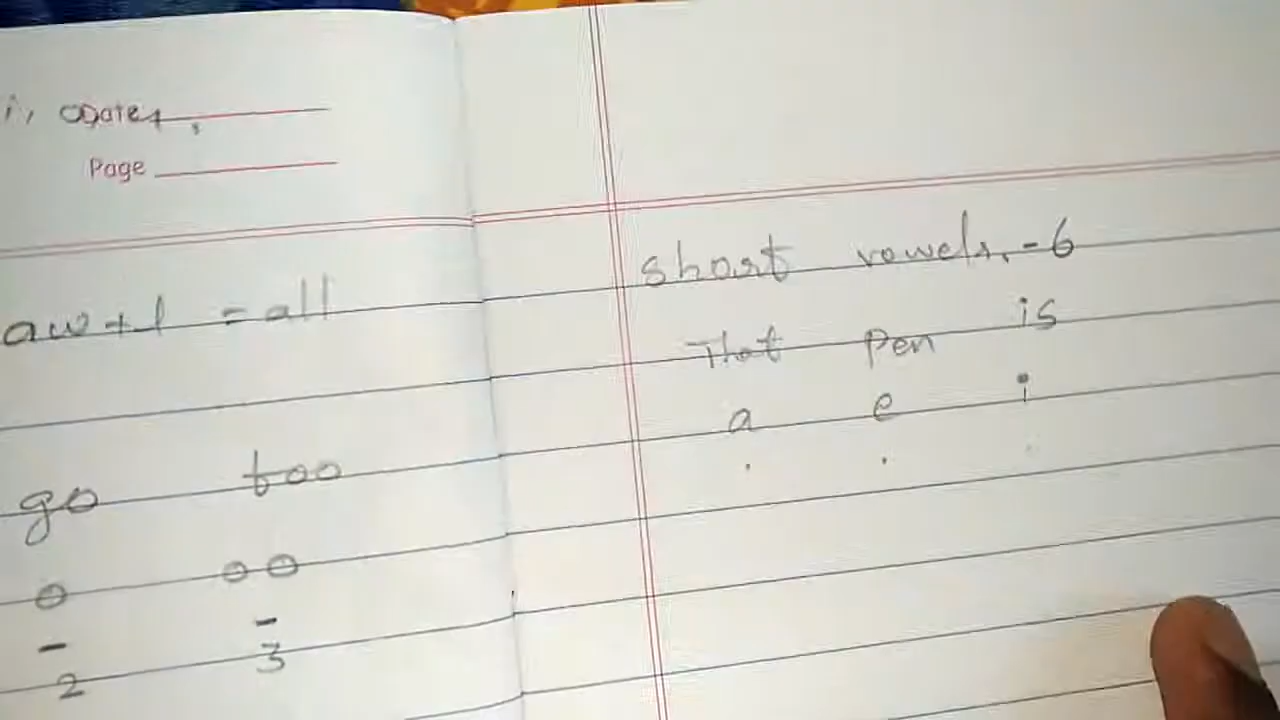 Date
Page
aw+l = all
go too
o oo
- -
2 3
short vowels. - 6
That Pen is
a e i
. . .